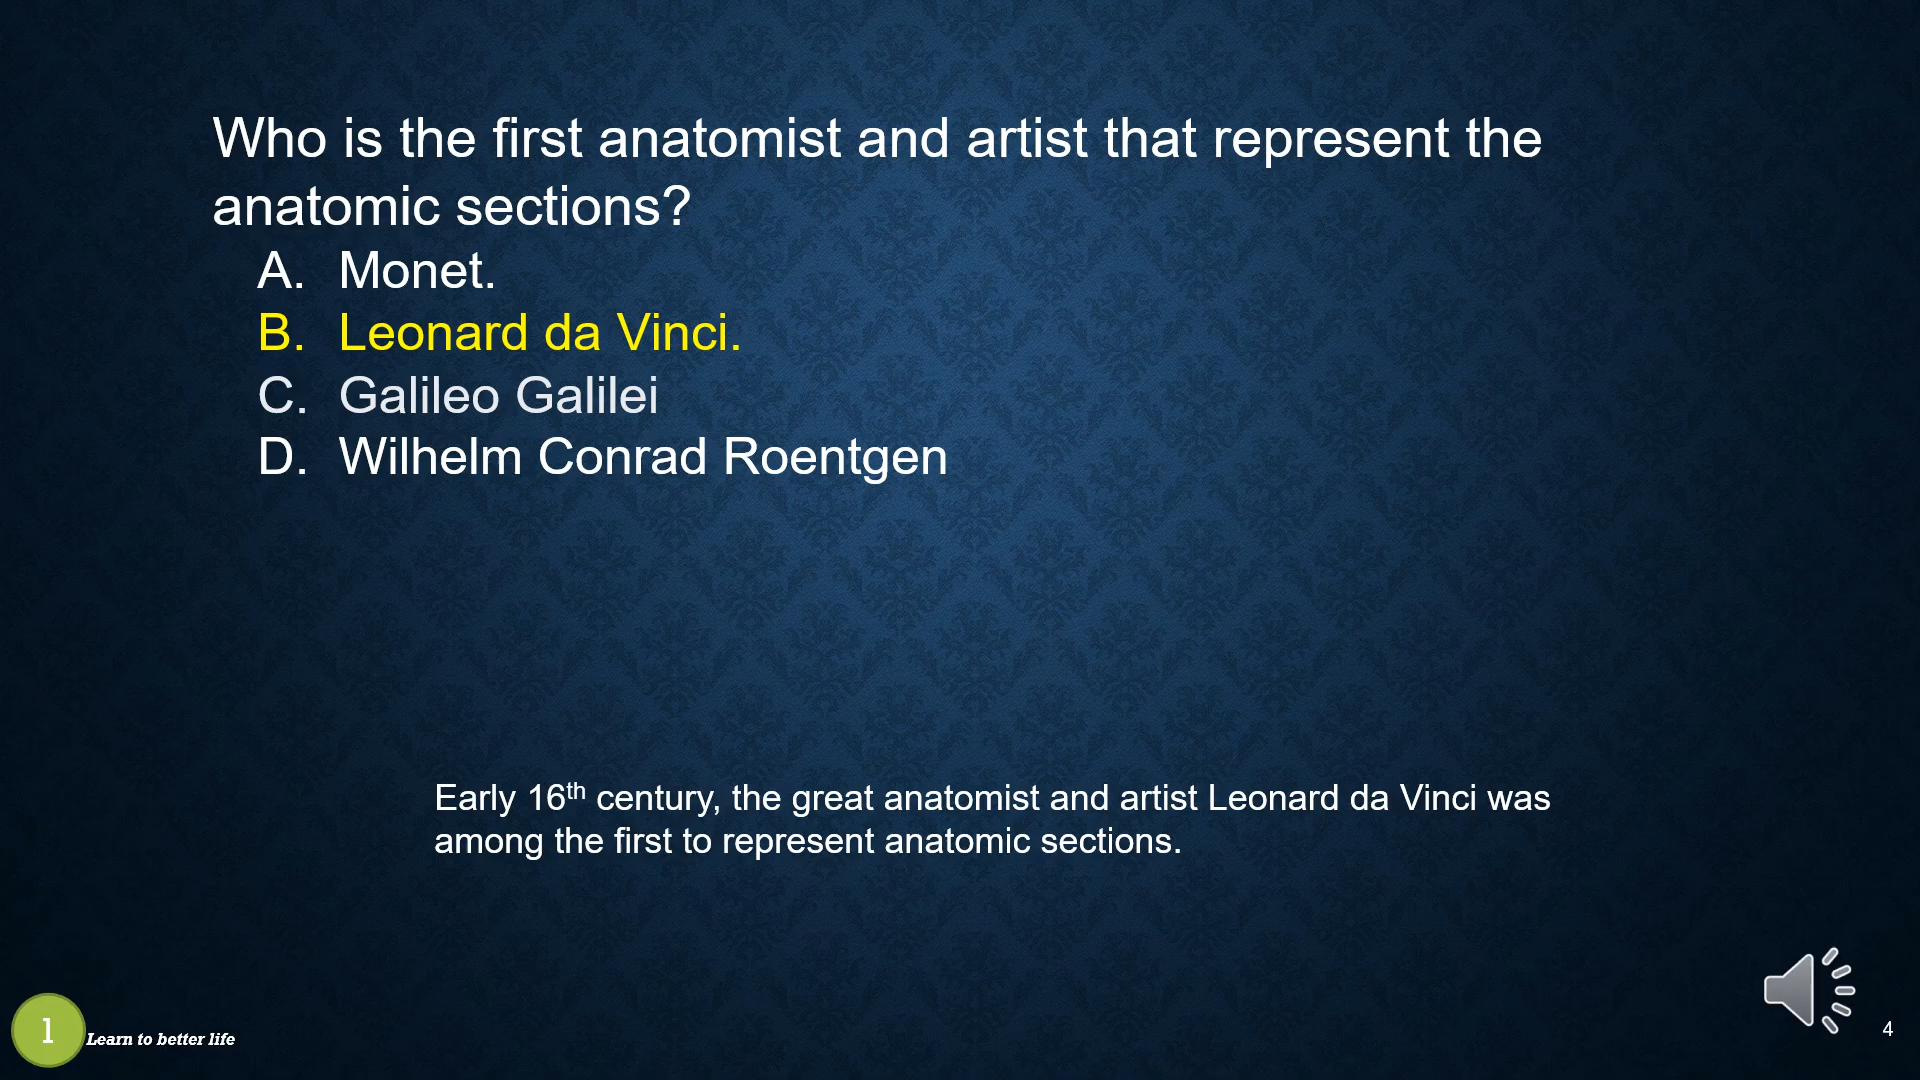 Who is the first anatomist and artist that represent the
anatomic sections?
A. Monet.
B. Leonard da Vinci.
C. Galileo Galilei
D. Wilhelm Conrad Roentgen
Early 16th century, the great anatomist and artist Leonard da Vinci was
among the first to represent anatomic sections.
1 Learn to better life
4